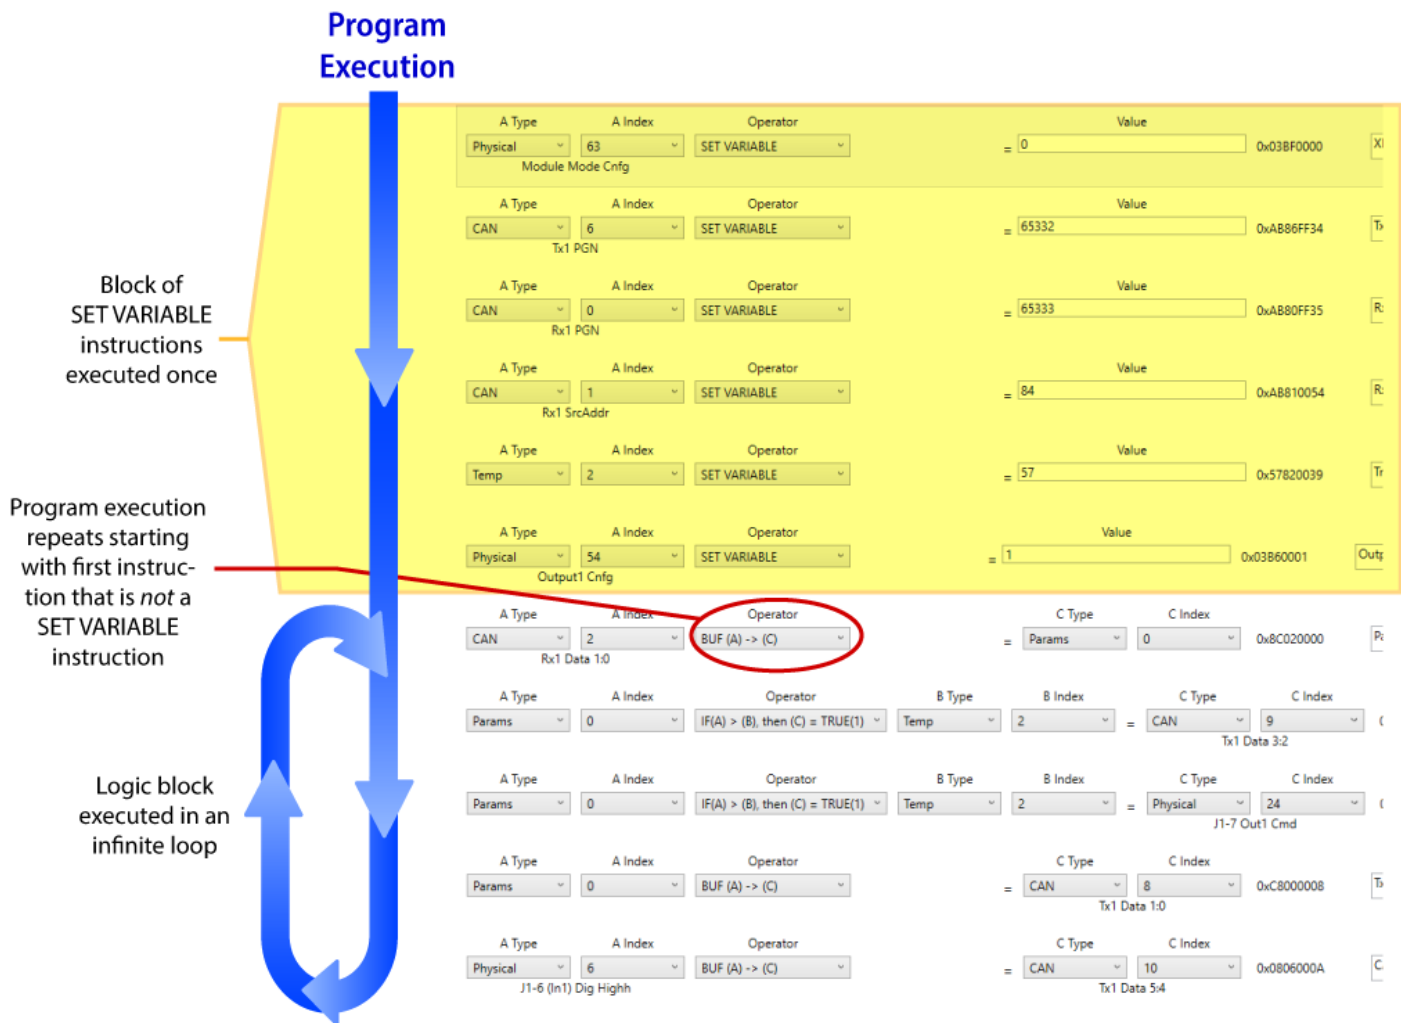 Program
Execution
A Type A Index Operator Value
Physical 63 SET VARIABLE = 0 0x03BF0000
Module Mode Cnfg
A Type A Index Operator Value
CAN 6 SET VARIABLE = 65332 0xAB86FF34
Tx1 PGN
A Type A Index Operator Value
CAN 0 SET VARIABLE = 65333 0xAB80FF35
Rx1 PGN
A Type A Index Operator Value
CAN 1 SET VARIABLE = 84 0xAB810054
Rx1 SrcAddr
A Type A Index Operator Value
Temp 2 SET VARIABLE = 57 0x57820039
A Type A Index Operator Value
Physical 54 SET VARIABLE = 1 0x03B60001 Outp
Output1 Cnfg
Block of
SET VARIABLE
instructions
executed once
Program execution
repeats starting
with first instruc-
tion that is not a
SET VARIABLE
instruction
A Type A Index Operator C Type C Index
CAN 2 BUF (A) -> (C) = Params 0 0x8C020000
Rx1 Data 1:0
A Type A Index Operator B Type B Index C Type C Index
Params 0 IF(A) > (B), then (C) = TRUE(1) Temp 2 = CAN 9
Tx1 Data 3:2
A Type A Index Operator B Type B Index C Type C Index
Params 0 IF(A) > (B), then (C) = TRUE(1) Temp 2 = Physical 24
J1-7 Out1 Cmd
A Type A Index Operator C Type C Index
Params 0 BUF (A) -> (C) = CAN 8 0xC8000008
Tx1 Data 1:0
A Type A Index Operator C Type C Index
Physical 6 BUF (A) -> (C) = CAN 10 0x0806000A
J1-6 (In1) Dig Highh Tx1 Data 5:4
Logic block
executed in an
infinite loop